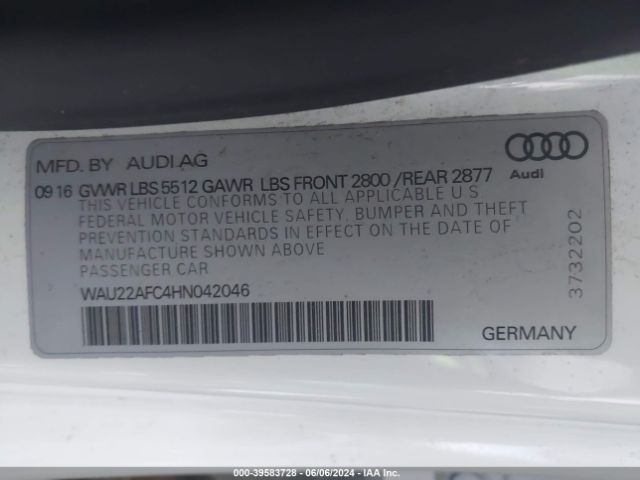 MFD. BY AUDI AG
Audi
09 16 GVWR LBS 5512 GAWR LBS FRONT 2800 /REAR 2877
THIS VEHICLE CONFORMS TO ALL APPLICABLE U S
FEDERAL MOTOR VEHICLE SAFETY, BUMPER AND THEFT
PREVENTION STANDARDS IN EFFECT ON THE DATE OF
MANUFACTURE SHOWN ABOVE
PASSENGER CAR
WAU22AFC4HN042046
3732202
GERMANY
000-39583728 - 06/06/2024 - IAAI.COM